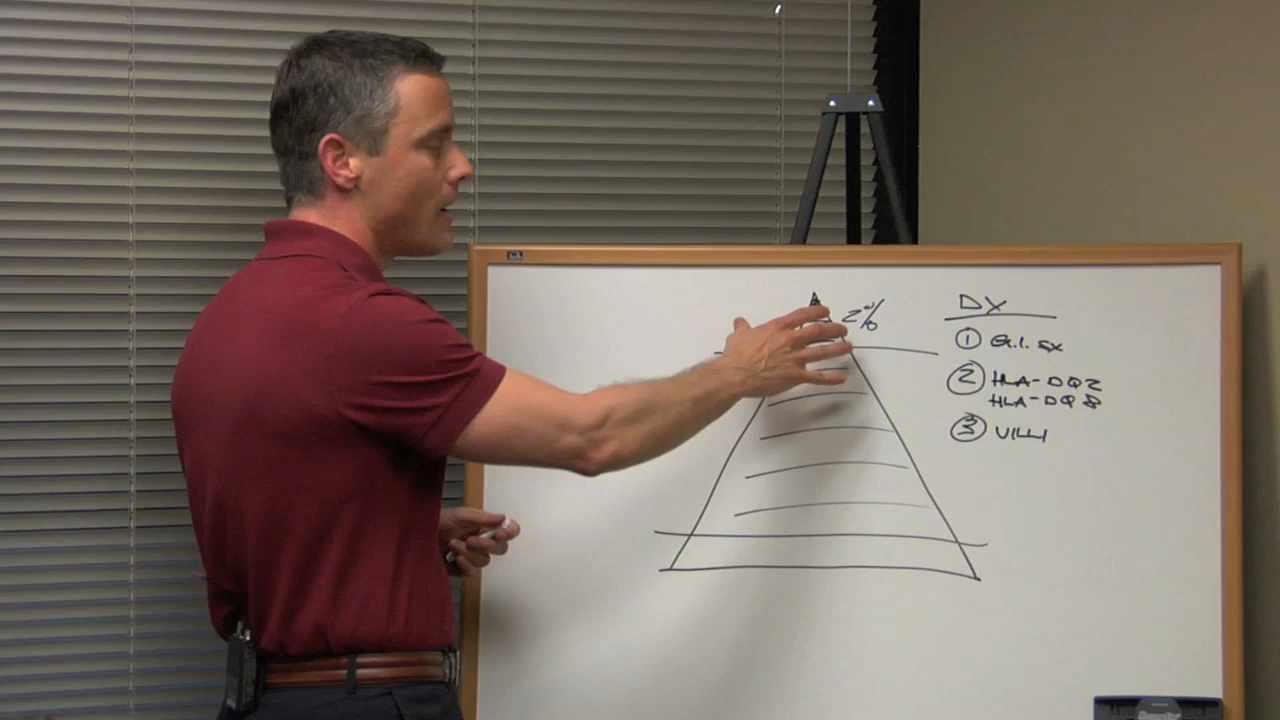 2%
DX
1 G.I. SX
2 HLA-DQ2
HLA-DQ8
3 VILLI